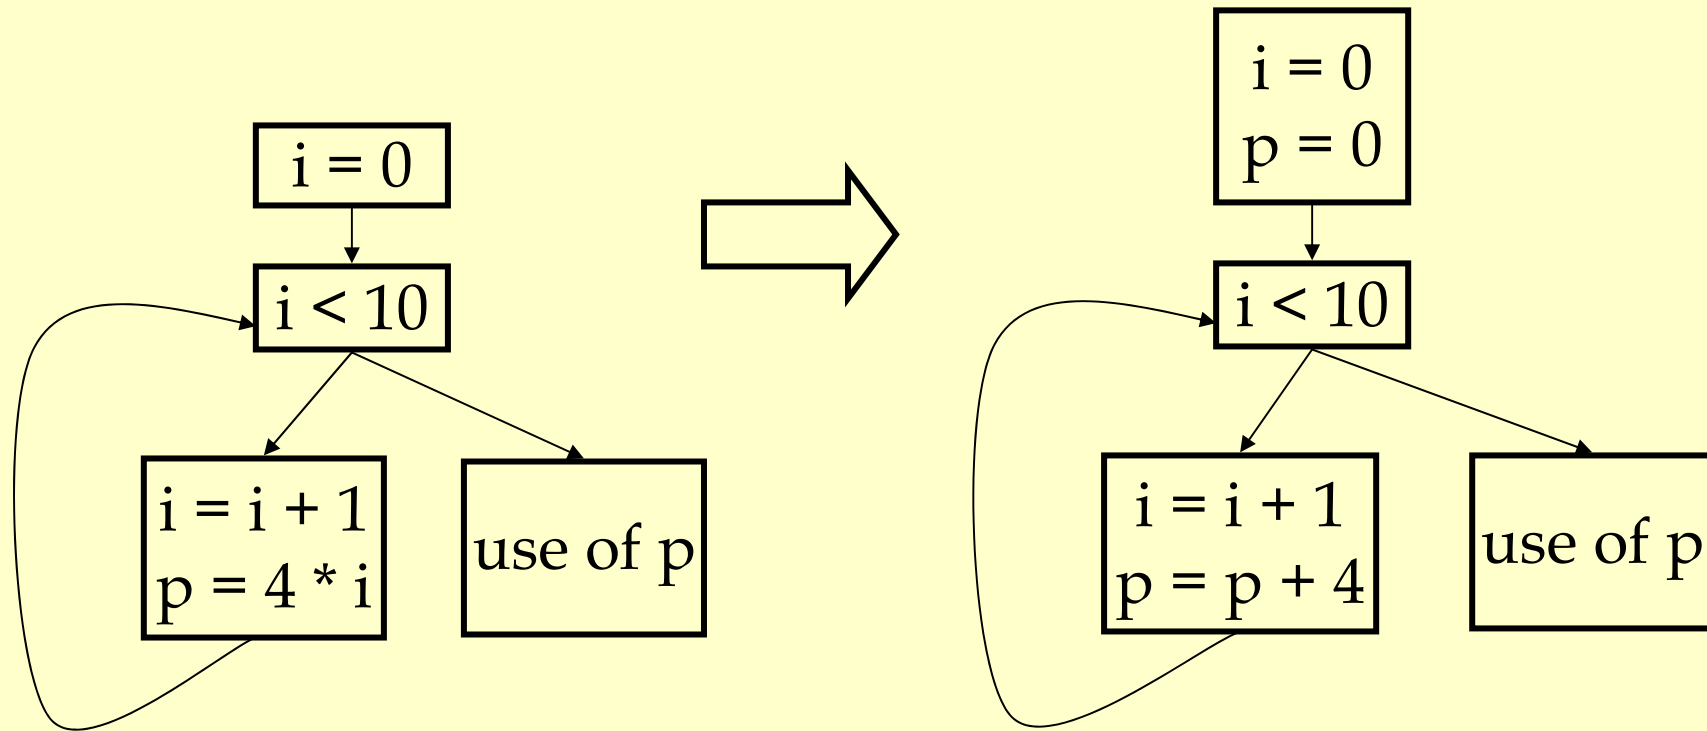 i = 0
i < 10
i = i + 1
p = 4 * i
use of p
i = 0
p = 0
i < 10
i = i + 1
p = p + 4
use of p